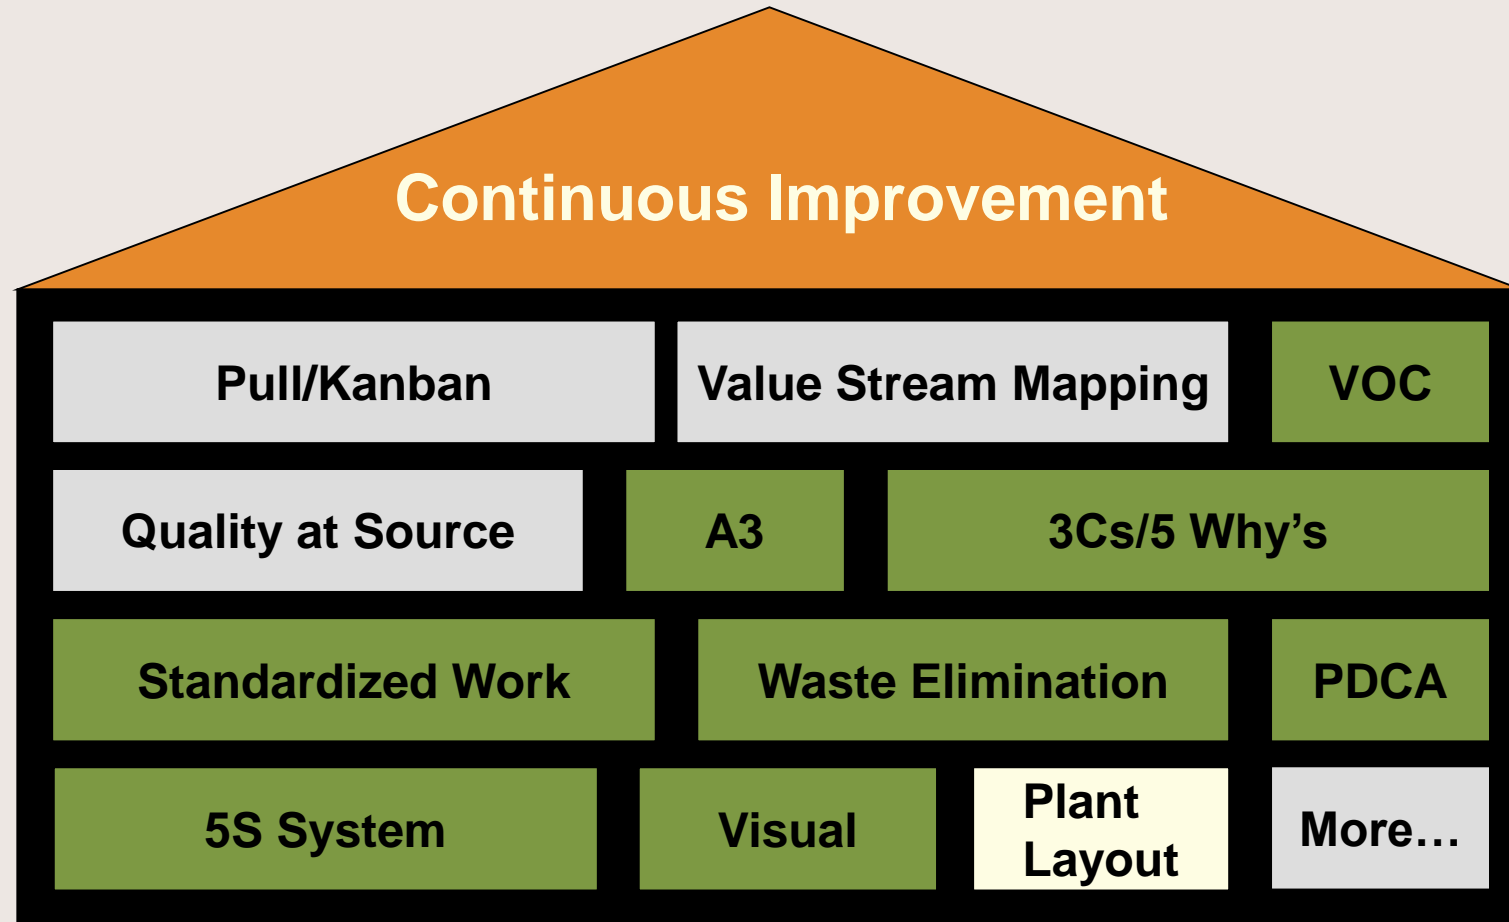 Continuous Improvement
Pull/Kanban
Value Stream Mapping
VOC
Quality at Source
A3
3Cs/5 Why’s
Standardized Work
Waste Elimination
PDCA
5S System
Visual
Plant
Layout
More…